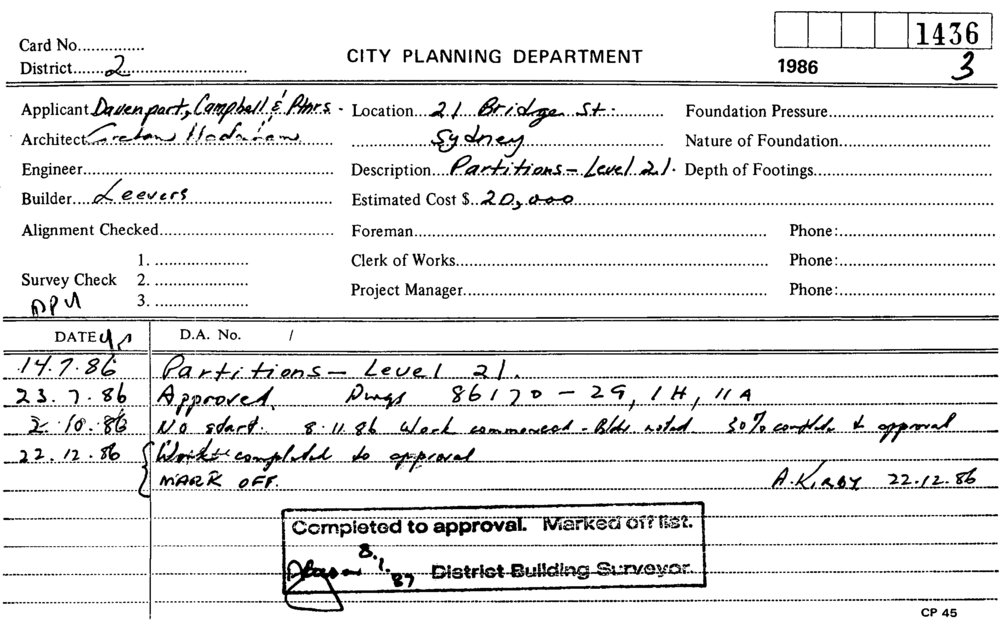 1436
Card No...............
District.......2.............................
CITY PLANNING DEPARTMENT
1986
3
Applicant Davenport, Campbell & Ptnrs. Location...21 Bridge St. Foundation Pressure..............................
Architect Sydney Nature of Foundation..............................
Engineer.............................. Description...Partitions - Level 21. Depth of Footings..............................
Builder....Leevers Estimated Cost $...20,000
Alignment Checked.............................. Foreman.............................. Phone:..............................
1. .................... Clerk of Works.............................. Phone:..............................
Survey Check 2. ....................
3. .................... Project Manager.............................. Phone:..............................
DATE D.A. No. /
14.7.86 Partitions - Level 21.
23.7.86 Approved. Dwgs 86170 - 2G, 1H, 11A
2.10.86 No start. 8.11.86 Work commenced - Bldr. noted. 30% complete to approval
22.12.86 Work completed to approval
MARK OFF. A. KIRBY 22.12.86
Completed to approval. Marked off list.
8.1.87 District Building Surveyor.
CP 45